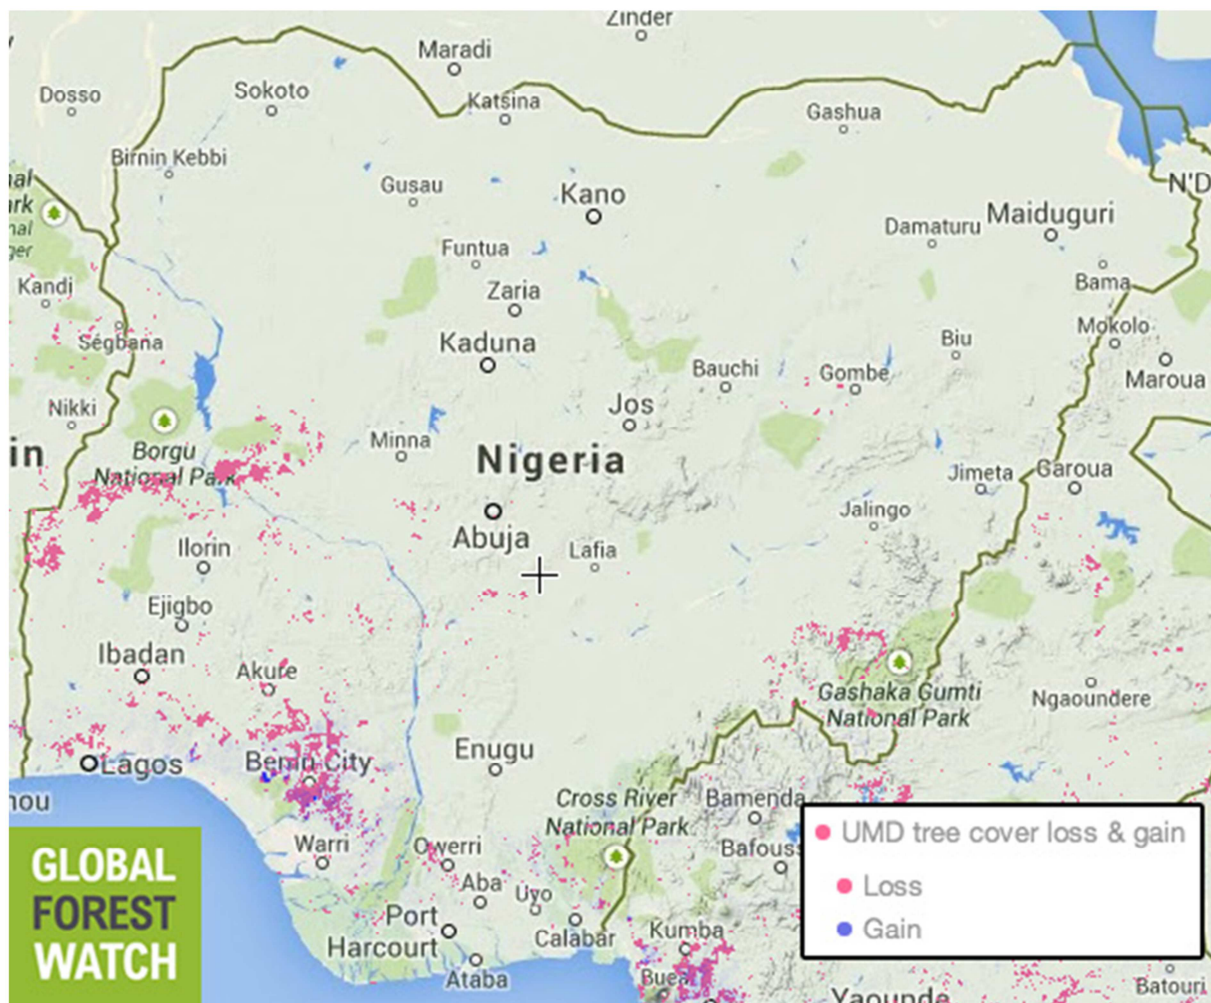 Zinder
Maradi
Dosso
Sokoto
Katsina
Gashua
Birnin Kebbi
Gusau
Kano
N'D
Maiduguri
Damaturu
Funtua
Bama
Kandi
Zaria
Mokolo
Ségbana
Kaduna
Biu
Bauchi
Gombe
Maroua
Nikki
Jos
Minna
Borgu
National Park
in
Nigeria
Jimeta
Garoua
Abuja
Jalingo
Ilorin
Lafia
Ejigbo
Ibadan
Akure
Gashaka Gumti
National Park
Ngaoundere
Lagos
Benin City
Enugu
nou
Cross River
National Park
Bamenda
Warri
Owerri
Bafouss
Aba
Uyo
Port
Harcourt
Calabar
Kumba
Ataba
Buea
Yaounde
Batouri
GLOBAL
FOREST
WATCH
UMD tree cover loss & gain
Loss
Gain